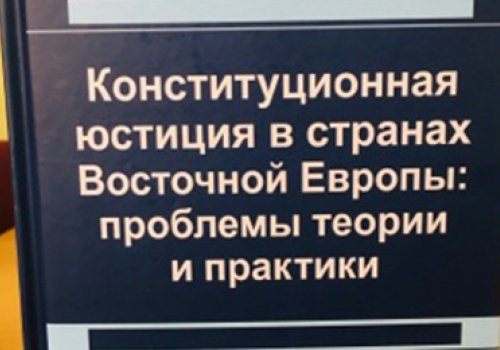 Конституционная
юстиция в странах
Восточной Европы:
проблемы теории
и практики